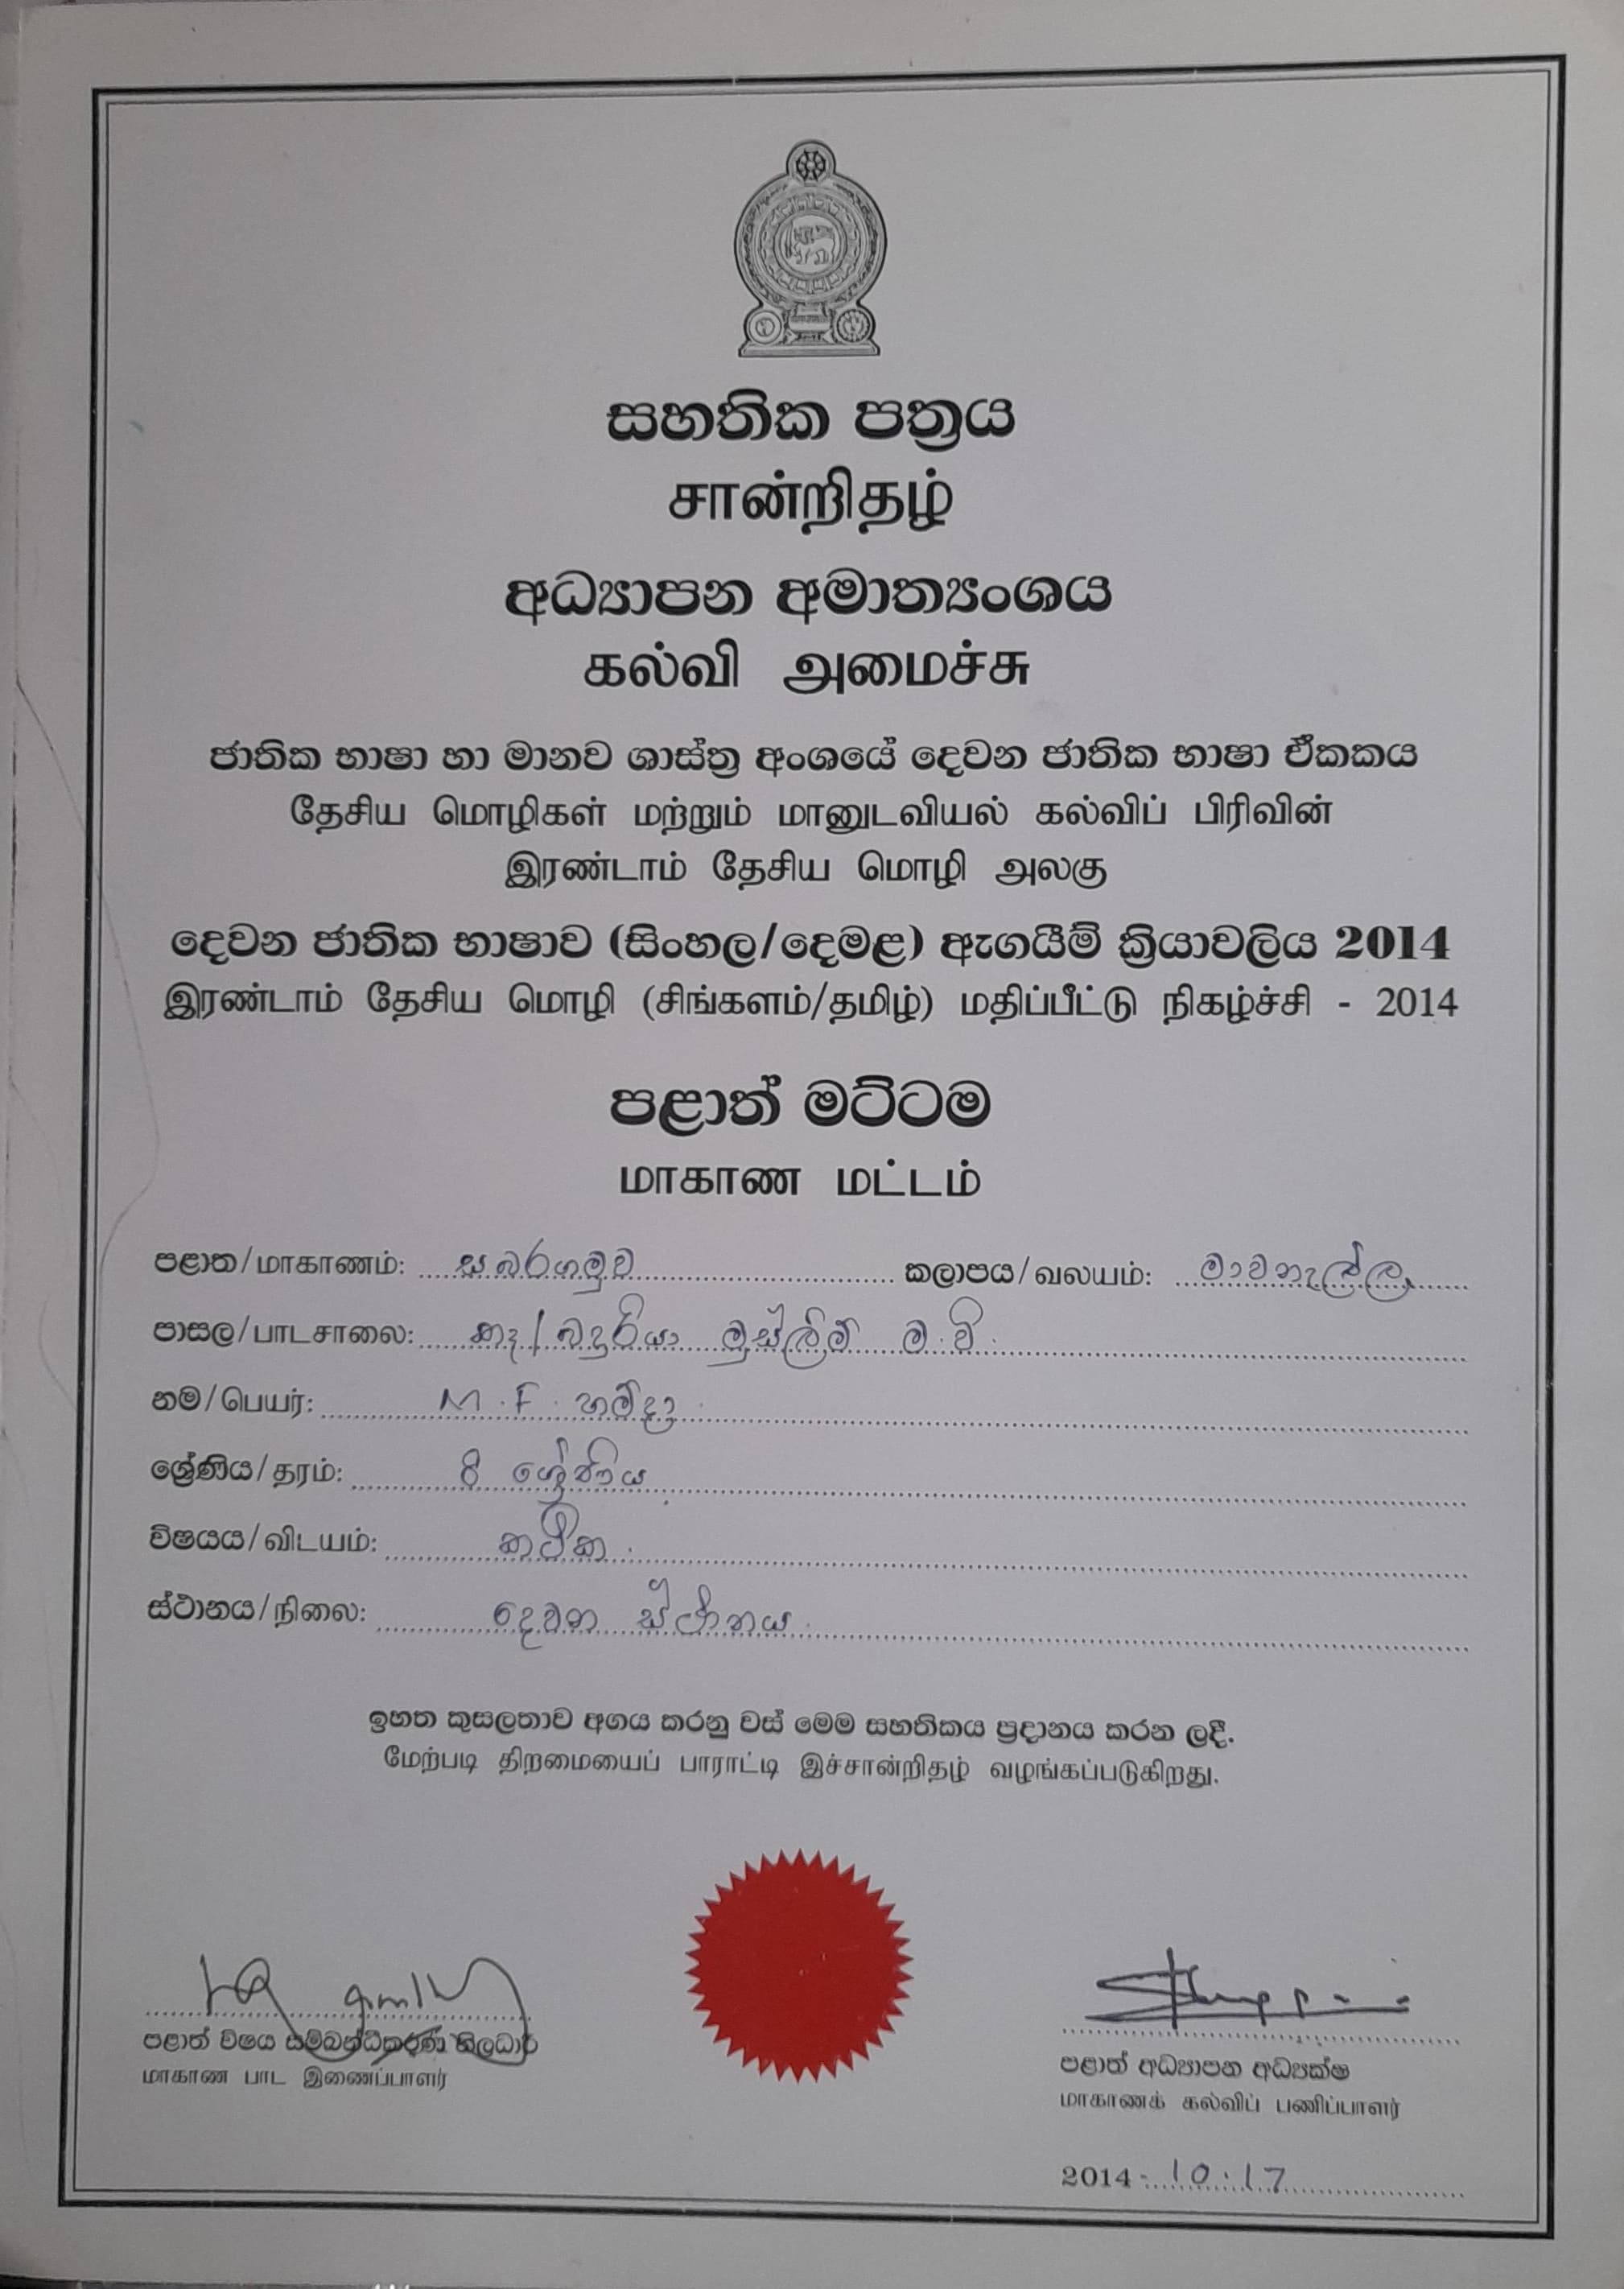 සහතික පත්‍රය
சான்றிதழ்
අධ්‍යාපන අමාත්‍යංශය
கல்வி அமைச்சு
ජාතික භාෂා හා මානව ශාස්ත්‍ර අංශයේ දෙවන ජාතික භාෂා ඒකකය
தேசிய மொழிகள் மற்றும் மானுடவியல் கல்விப் பிரிவின்
இரண்டாம் தேசிய மொழி அலகு
දෙවන ජාතික භාෂාව (සිංහල/දෙමළ) ඇගයීම් ක්‍රියාවලිය 2014
இரண்டாம் தேசிய மொழி (சிங்களம்/தமிழ்) மதிப்பீட்டு நிகழ்ச்சி - 2014
පළාත් මට්ටම
மாகாண மட்டம்
පළාත/மாகாணம்: සබරගමුව කලාපය/வலயம்: මාවනැල්ල
පාසල/பாடசாலை: කෑ/බදුරියා මුස්ලිම් ම.වි.
නම/பெயர்: M.F. හම්දා
ශ්‍රේණිය/தரம்: 8 ශ්‍රේණිය
විෂයය/விடயம்: කථික
ස්ථානය/நிலை: දෙවන ස්ථානය
ඉහත කුසලතාව අගය කරනු වස් මෙම සහතිකය ප්‍රදානය කරන ලදී.
மேற்படி திறமையைப் பாராட்டி இச்சான்றிதழ் வழங்கப்படுகிறது.
පළාත් විෂය සම්බන්ධීකරණ නිලධාරි
மாகாண பாட இணைப்பாளர்
පළාත් අධ්‍යාපන අධ්‍යක්ෂ
மாகாணக் கல்விப் பணிப்பாளர்
2014-10.17